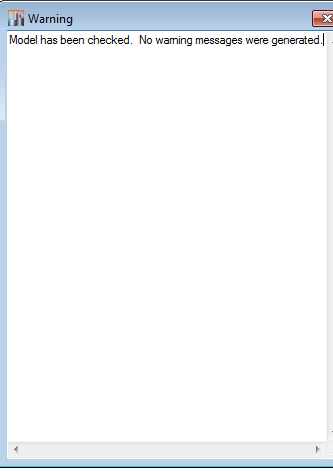 Warning
Model has been checked.  No warning messages were generated.